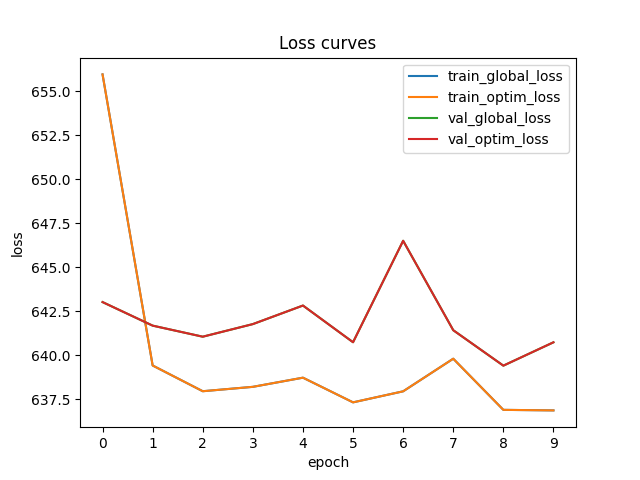 Loss curves
train_global_loss
train_optim_loss
val_global_loss
val_optim_loss
655.0
652.5
650.0
647.5
645.0
642.5
640.0
637.5
loss
0 1 2 3 4 5 6 7 8 9
epoch